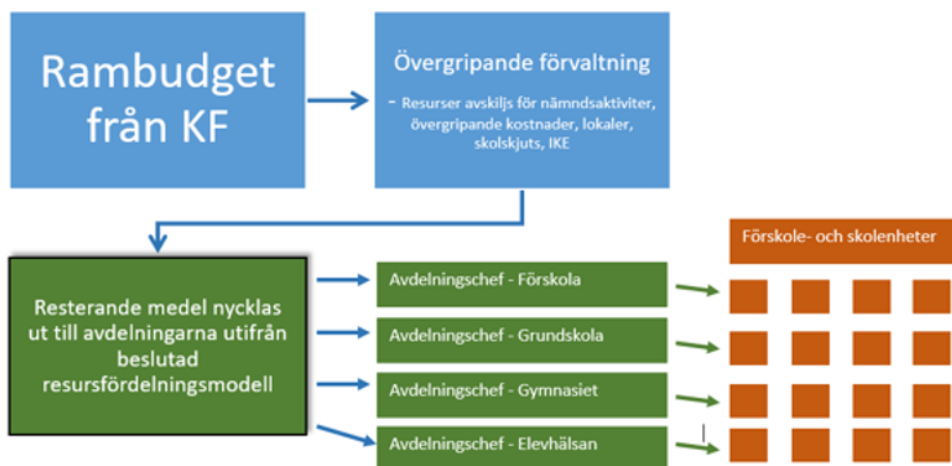 Rambudget
från KF
Övergripande förvaltning
- Resurser avskiljs för nämndsaktiviter,
övergripande kostnader, lokaler,
skolskjuts, IKE
Förskole- och skolenheter
Resterande medel nycklas
ut till avdelningarna utifrån
beslutad
resursfördelningsmodell
Avdelningschef - Förskola
Avdelningschef - Grundskola
Avdelningschef - Gymnasiet
Avdelningschef - Elevhälsan